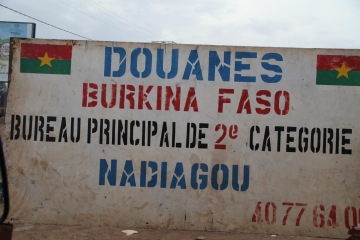 DOUANES
BURKINA FASO
BUREAU PRINCIPAL DE 2e CATEGORIE
NADIAGOU
40 77 64 0